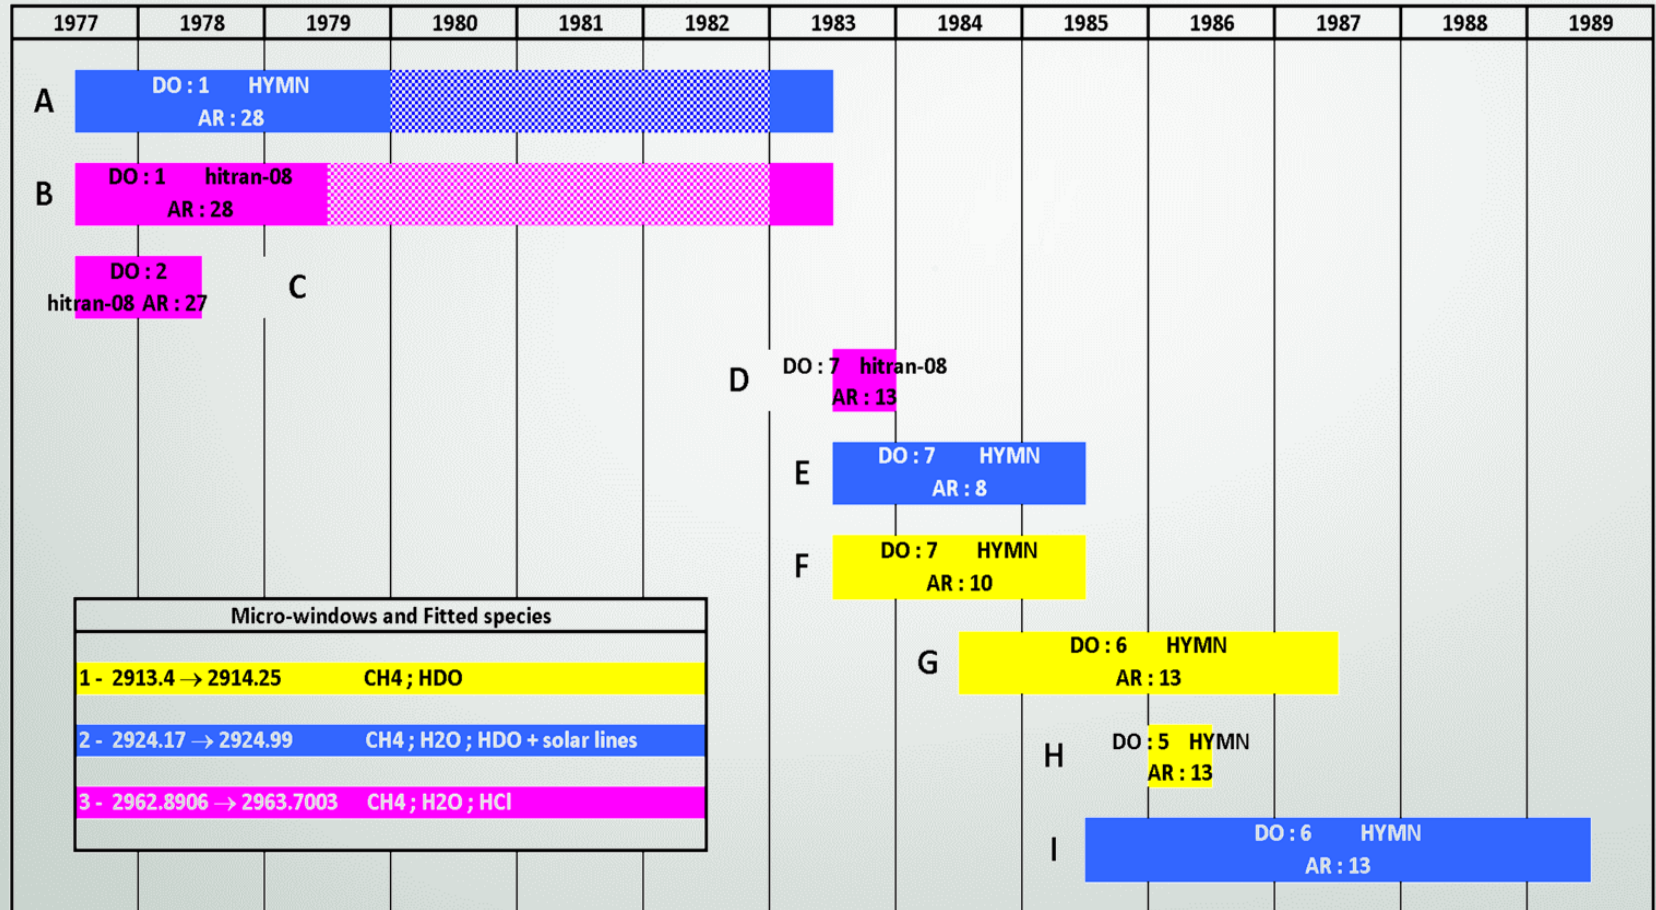 1977 1978 1979 1980 1981 1982 1983 1984 1985 1986 1987 1988 1989
A
DO : 1 HYMN
AR : 28
B
DO : 1 hitran-08
AR : 28
DO : 2
hitran-08 AR : 27
C
D
DO : 7 hitran-08
AR : 13
E
DO : 7 HYMN
AR : 8
F
DO : 7 HYMN
AR : 10
G
DO : 6 HYMN
AR : 13
H
DO : 5 HYMN
AR : 13
I
DO : 6 HYMN
AR : 13
Micro-windows and Fitted species
1 - 2913.4 → 2914.25 CH4 ; HDO
2 - 2924.17 → 2924.99 CH4 ; H2O ; HDO + solar lines
3 - 2962.8906 → 2963.7003 CH4 ; H2O ; HCl